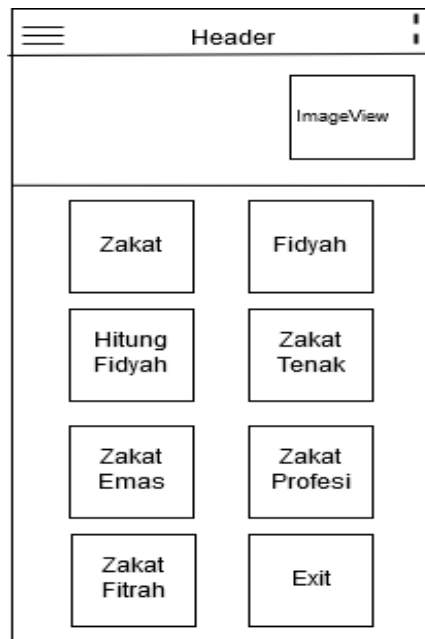 Header
ImageView
Zakat
Fidyah
Hitung
Fidyah
Zakat
Tenak
Zakat
Emas
Zakat
Profesi
Zakat
Fitrah
Exit